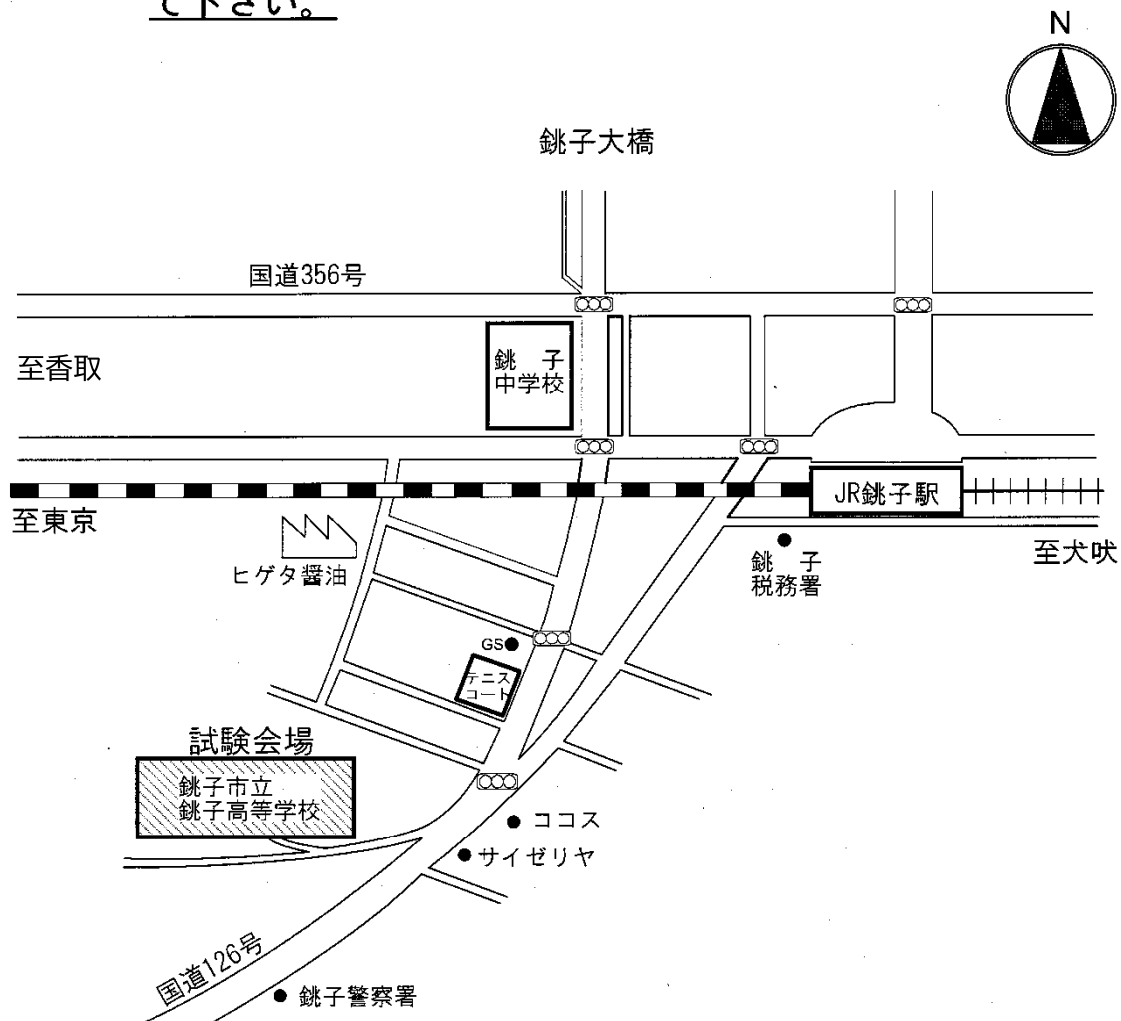 て下さい。
N
銚子大橋
国道356号
至香取
銚 子
中学校
JR銚子駅
至東京
至犬吠
ヒゲタ醤油
銚 子
税務署
GS
テニス
コート
試験会場
銚子市立
銚子高等学校
ココス
サイゼリヤ
国道126号
銚子警察署